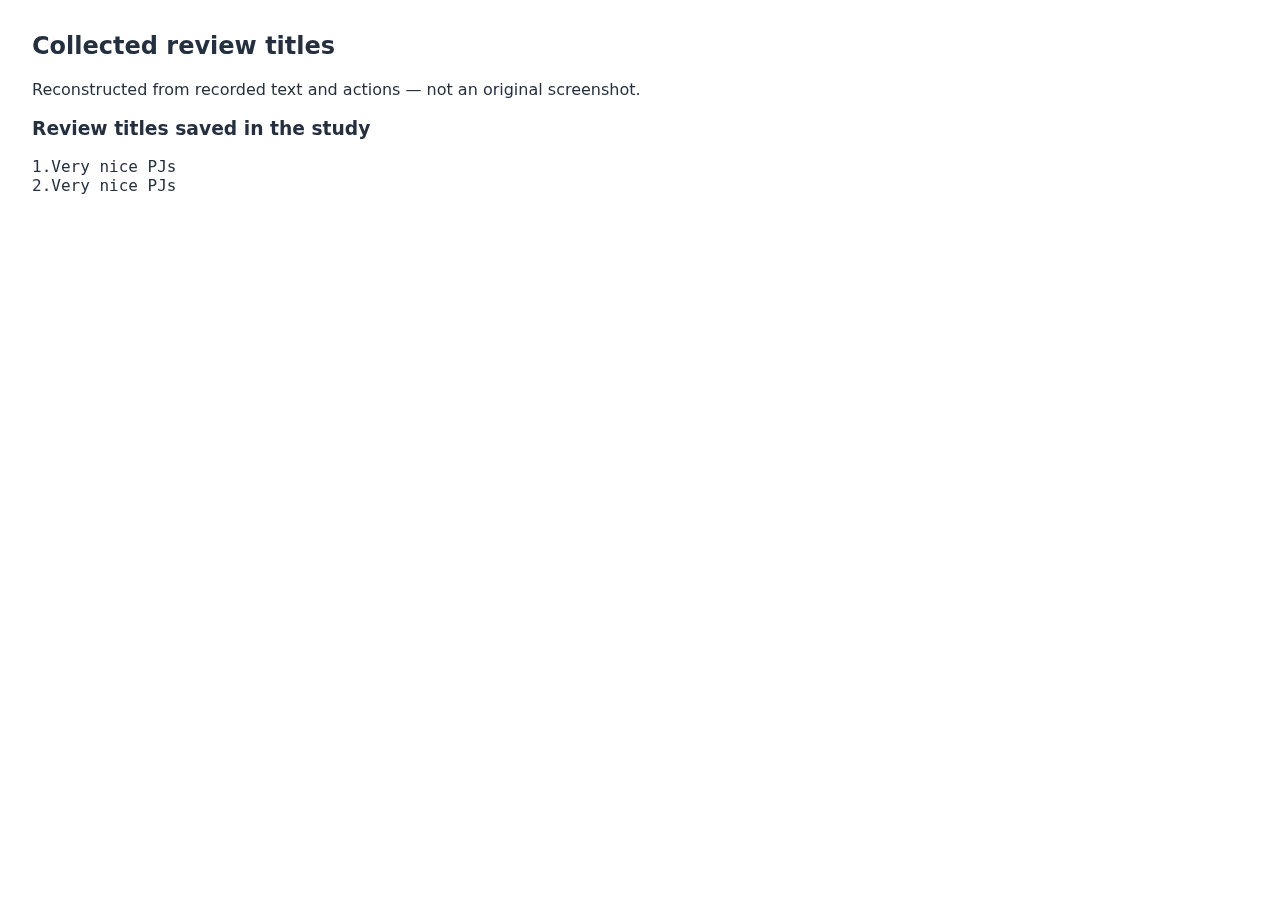 Collected review titles
Reconstructed from recorded text and actions — not an original screenshot.
Review titles saved in the study
1.Very nice PJs
2.Very nice PJs